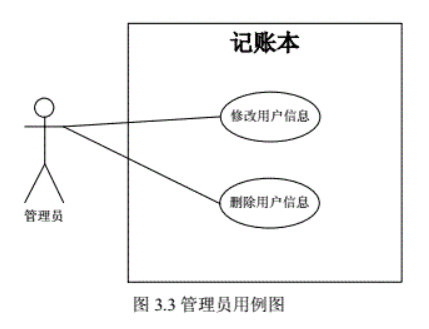 记账本
修改用户信息
删除用户信息
管理员
图 3.3 管理员用例图